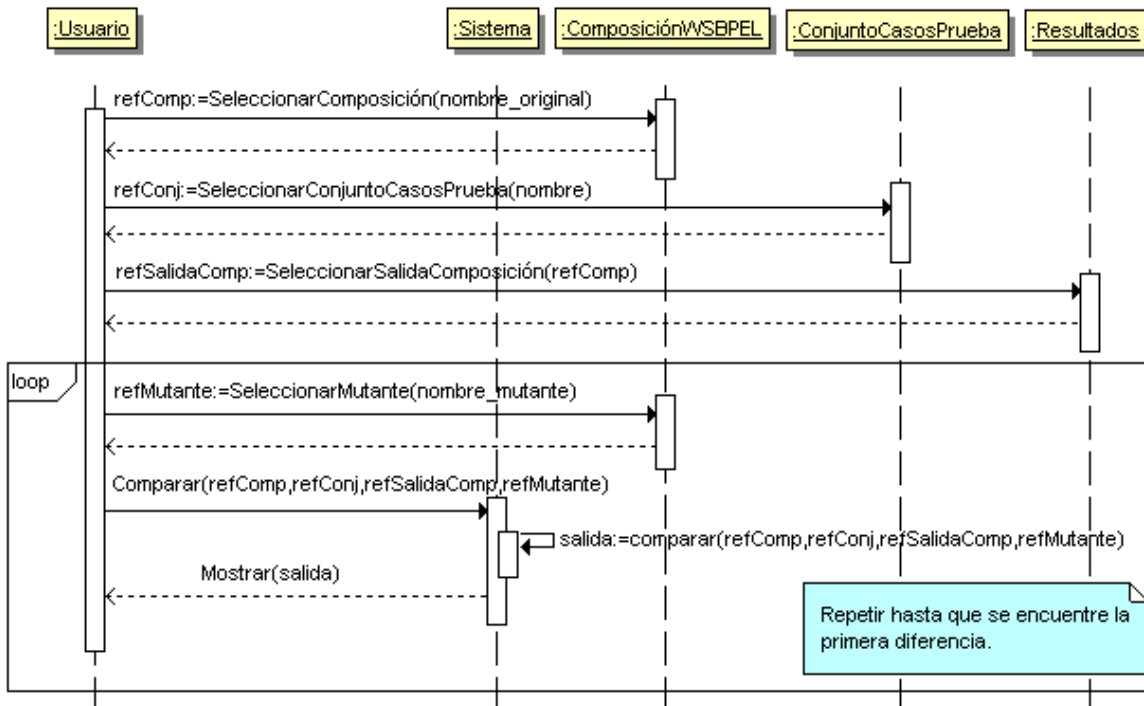 :Usuario
:Sistema
:ComposiciónWSBPEL
:ConjuntoCasosPrueba
:Resultados
refComp:=SeleccionarComposición(nombre_original)
refConj:=SeleccionarConjuntoCasosPrueba(nombre)
refSalidaComp:=SeleccionarSalidaComposición(refComp)
loop
refMutante:=SeleccionarMutante(nombre_mutante)
Comparar(refComp,refConj,refSalidaComp,refMutante)
salida:=comparar(refComp,refConj,refSalidaComp,refMutante)
Mostrar(salida)
Repetir hasta que se encuentre la
primera diferencia.